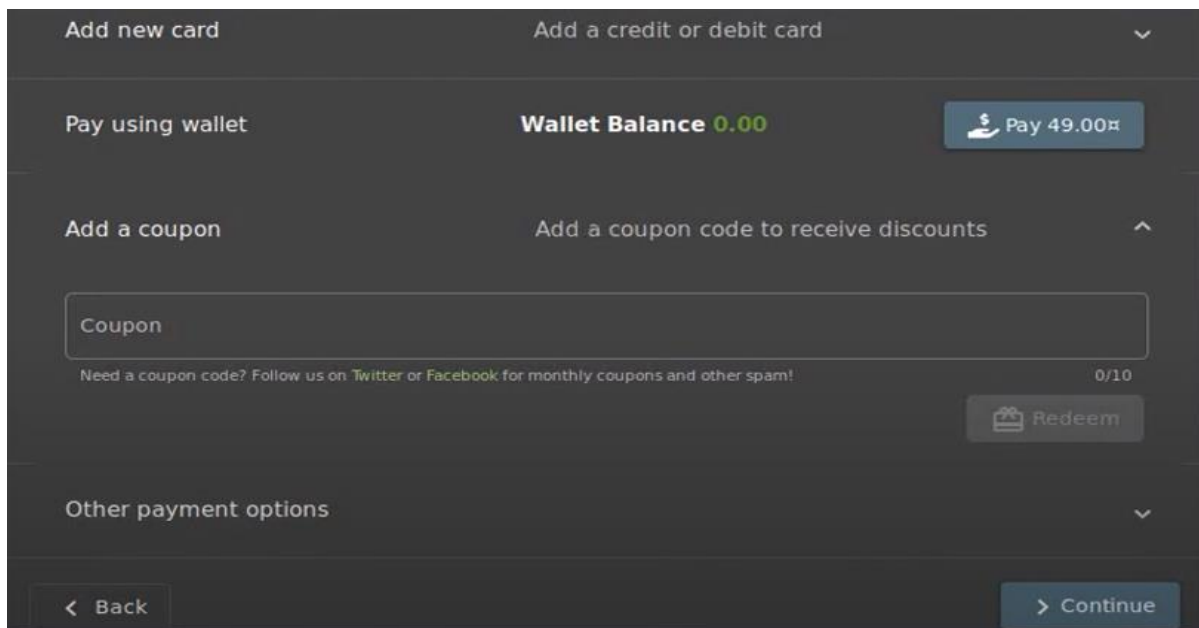 Add new card Add a credit or debit card
Pay using wallet Wallet Balance 0.00 Pay 49.00¤
Add a coupon Add a coupon code to receive discounts
Coupon
Need a coupon code? Follow us on Twitter or Facebook for monthly coupons and other spam! 0/10
Redeem
Other payment options
Back Continue